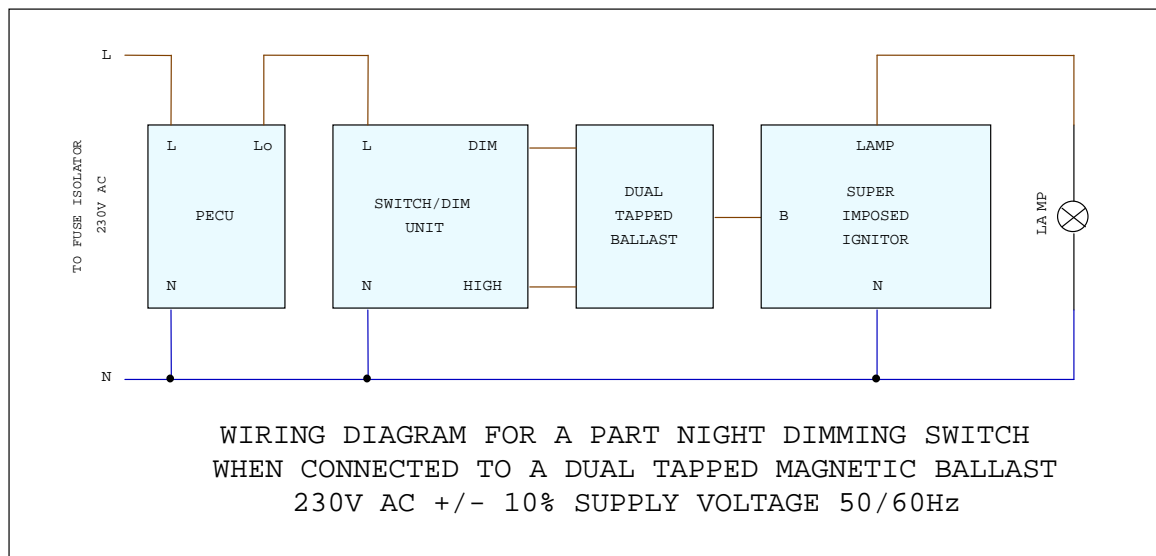 L
TO FUSE ISOLATOR
230V AC
L Lo
PECU
N
L DIM
SWITCH/DIM
UNIT
N HIGH
DUAL
TAPPED
BALLAST
LAMP
SUPER
IMPOSED
IGNITOR
B
N
LAMP
N
WIRING DIAGRAM FOR A PART NIGHT DIMMING SWITCH
WHEN CONNECTED TO A DUAL TAPPED MAGNETIC BALLAST
230V AC +/- 10% SUPPLY VOLTAGE 50/60Hz